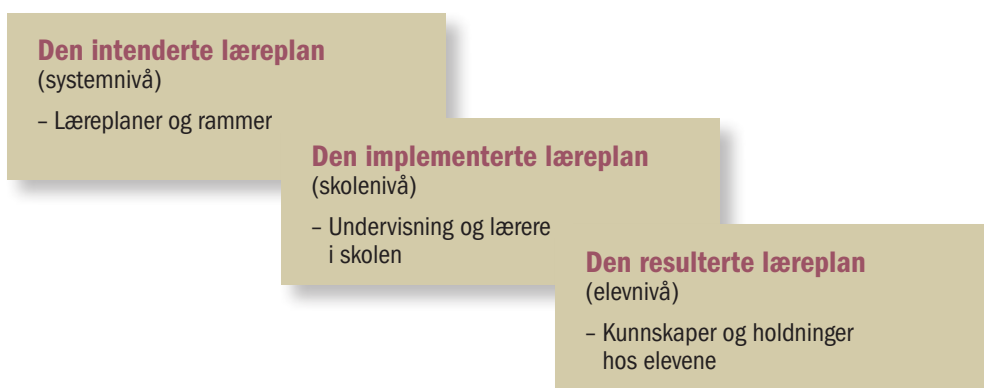 Den intenderte læreplan
(systemnivå)
– Læreplaner og rammer
Den implementerte læreplan
(skolenivå)
– Undervisning og lærere
i skolen
Den resulterte læreplan
(elevnivå)
– Kunnskaper og holdninger
hos elevene